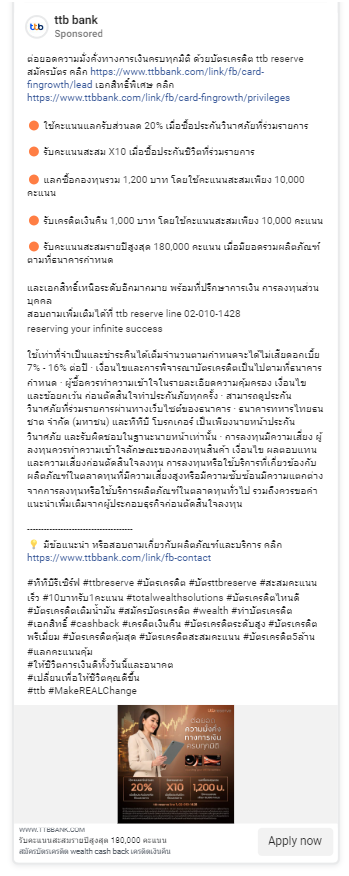 ttb bank
Sponsored
ต่อยอดความมั่งคั่งทางการเงินครบทุกมิติ ด้วยบัตรเครดิต ttb reserve
สมัครบัตร คลิก https://www.ttbbank.com/link/fb/card-
fingrowth/lead เอกสิทธิ์พิเศษ คลิก
https://www.ttbbank.com/link/fb/card-fingrowth/privileges
ใช้คะแนนแลกรับส่วนลด 20% เมื่อซื้อประกันวินาศภัยที่ร่วมรายการ
รับคะแนนสะสม X10 เมื่อซื้อประกันชีวิตที่ร่วมรายการ
แลกซื้อกองทุนรวม 1,200 บาท โดยใช้คะแนนสะสมเพียง 10,000
คะแนน
รับเครดิตเงินคืน 1,000 บาท โดยใช้คะแนนสะสมเพียง 10,000 คะแนน
รับคะแนนสะสมรายปีสูงสุด 180,000 คะแนน เมื่อมียอดรวมผลิตภัณฑ์
ตามที่ธนาคารกำหนด
และเอกสิทธิ์เหนือระดับอีกมากมาย พร้อมที่ปรึกษาการเงิน การลงทุนส่วน
บุคคล
สอบถามเพิ่มเติมได้ที่ ttb reserve line 02-010-1428
reserving your infinite success
ใช้เท่าที่จำเป็นและชำระคืนได้เต็มจำนวนตามกำหนดจะได้ไม่เสียดอกเบี้ย
7% - 16% ต่อปี · เงื่อนไขและการพิจารณาบัตรเครดิตเป็นไปตามที่ธนาคาร
กำหนด · ผู้ซื้อควรทำความเข้าใจในรายละเอียดความคุ้มครอง เงื่อนไข
และข้อยกเว้น ก่อนตัดสินใจทำประกันภัยทุกครั้ง · สามารถดูประกัน
วินาศภัยที่ร่วมรายการผ่านทางเว็บไซต์ของธนาคาร · ธนาคารทหารไทยธน
ชาต จำกัด (มหาชน) และทีทีบี โบรกเกอร์ เป็นเพียงนายหน้าประกัน
วินาศภัย และรับผิดชอบในฐานะนายหน้าเท่านั้น · การลงทุนมีความเสี่ยง ผู้
ลงทุนควรทำความเข้าใจลักษณะของกองทุนสินค้า เงื่อนไข ผลตอบแทน
และความเสี่ยงก่อนตัดสินใจลงทุน การลงทุนหรือใช้บริการที่เกี่ยวข้องกับ
ผลิตภัณฑ์ในตลาดทุนที่มีความเสี่ยงสูงหรือมีความซับซ้อนมีความแตกต่าง
จากการลงทุนหรือใช้บริการผลิตภัณฑ์ในตลาดทุนทั่วไป รวมถึงควรขอคำ
แนะนำเพิ่มเติมจากผู้ประกอบธุรกิจก่อนตัดสินใจลงทุน
------------------------------------
มีข้อแนะนำ หรือสอบถามเกี่ยวกับผลิตภัณฑ์และบริการ คลิก
https://www.ttbbank.com/link/fb-contact
#ทีทีบีรีเซิร์ฟ #ttbreserve #บัตรเครดิต #บัตรttbreserve #สะสมคะแนน
เร็ว #10บาทรับ1คะแนน #totalwealthsolutions #บัตรเครดิตไหนดี
#บัตรเครดิตเติมน้ำมัน #สมัครบัตรเครดิต #wealth #ทำบัตรเครดิต
#เอกสิทธิ์ #cashback #เครดิตเงินคืน #บัตรเครดิตระดับสูง #บัตรเครดิต
พรีเมี่ยม #บัตรเครดิตคุ้มสุด #บัตรเครดิตสะสมคะแนน #บัตรเครดิต5ล้าน
#แลกคะแนนคุ้ม
#ให้ชีวิตการเงินดีทั้งวันนี้และอนาคต
#เปลี่ยนเพื่อให้ชีวิตคุณดีขึ้น
#ttb #MakeREALChange
ต่อยอด
ความมั่งคั่ง
ทางการเงิน
ครบทุกมิติ
20% X10 1,200บ.
WWW.TTBBANK.COM
รับคะแนนสะสมรายปีสูงสุด 180,000 คะแนน
สมัครบัตรเครดิต wealth cash back เครดิตเงินคืน
Apply now